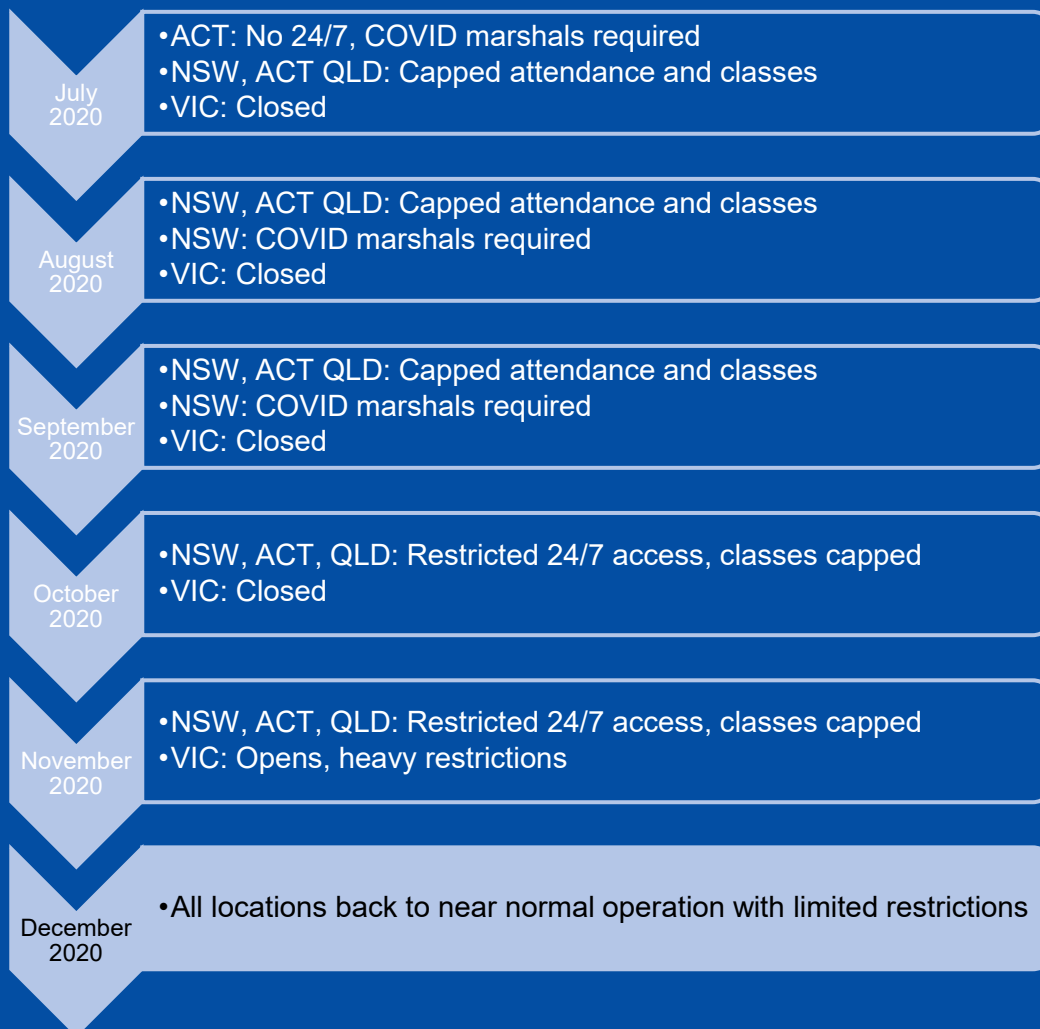 July
2020
•ACT: No 24/7, COVID marshals required
•NSW, ACT QLD: Capped attendance and classes
•VIC: Closed
August
2020
•NSW, ACT QLD: Capped attendance and classes
•NSW: COVID marshals required
•VIC: Closed
September
2020
•NSW, ACT QLD: Capped attendance and classes
•NSW: COVID marshals required
•VIC: Closed
October
2020
•NSW, ACT, QLD: Restricted 24/7 access, classes capped
•VIC: Closed
November
2020
•NSW, ACT, QLD: Restricted 24/7 access, classes capped
•VIC: Opens, heavy restrictions
December
2020
•All locations back to near normal operation with limited restrictions